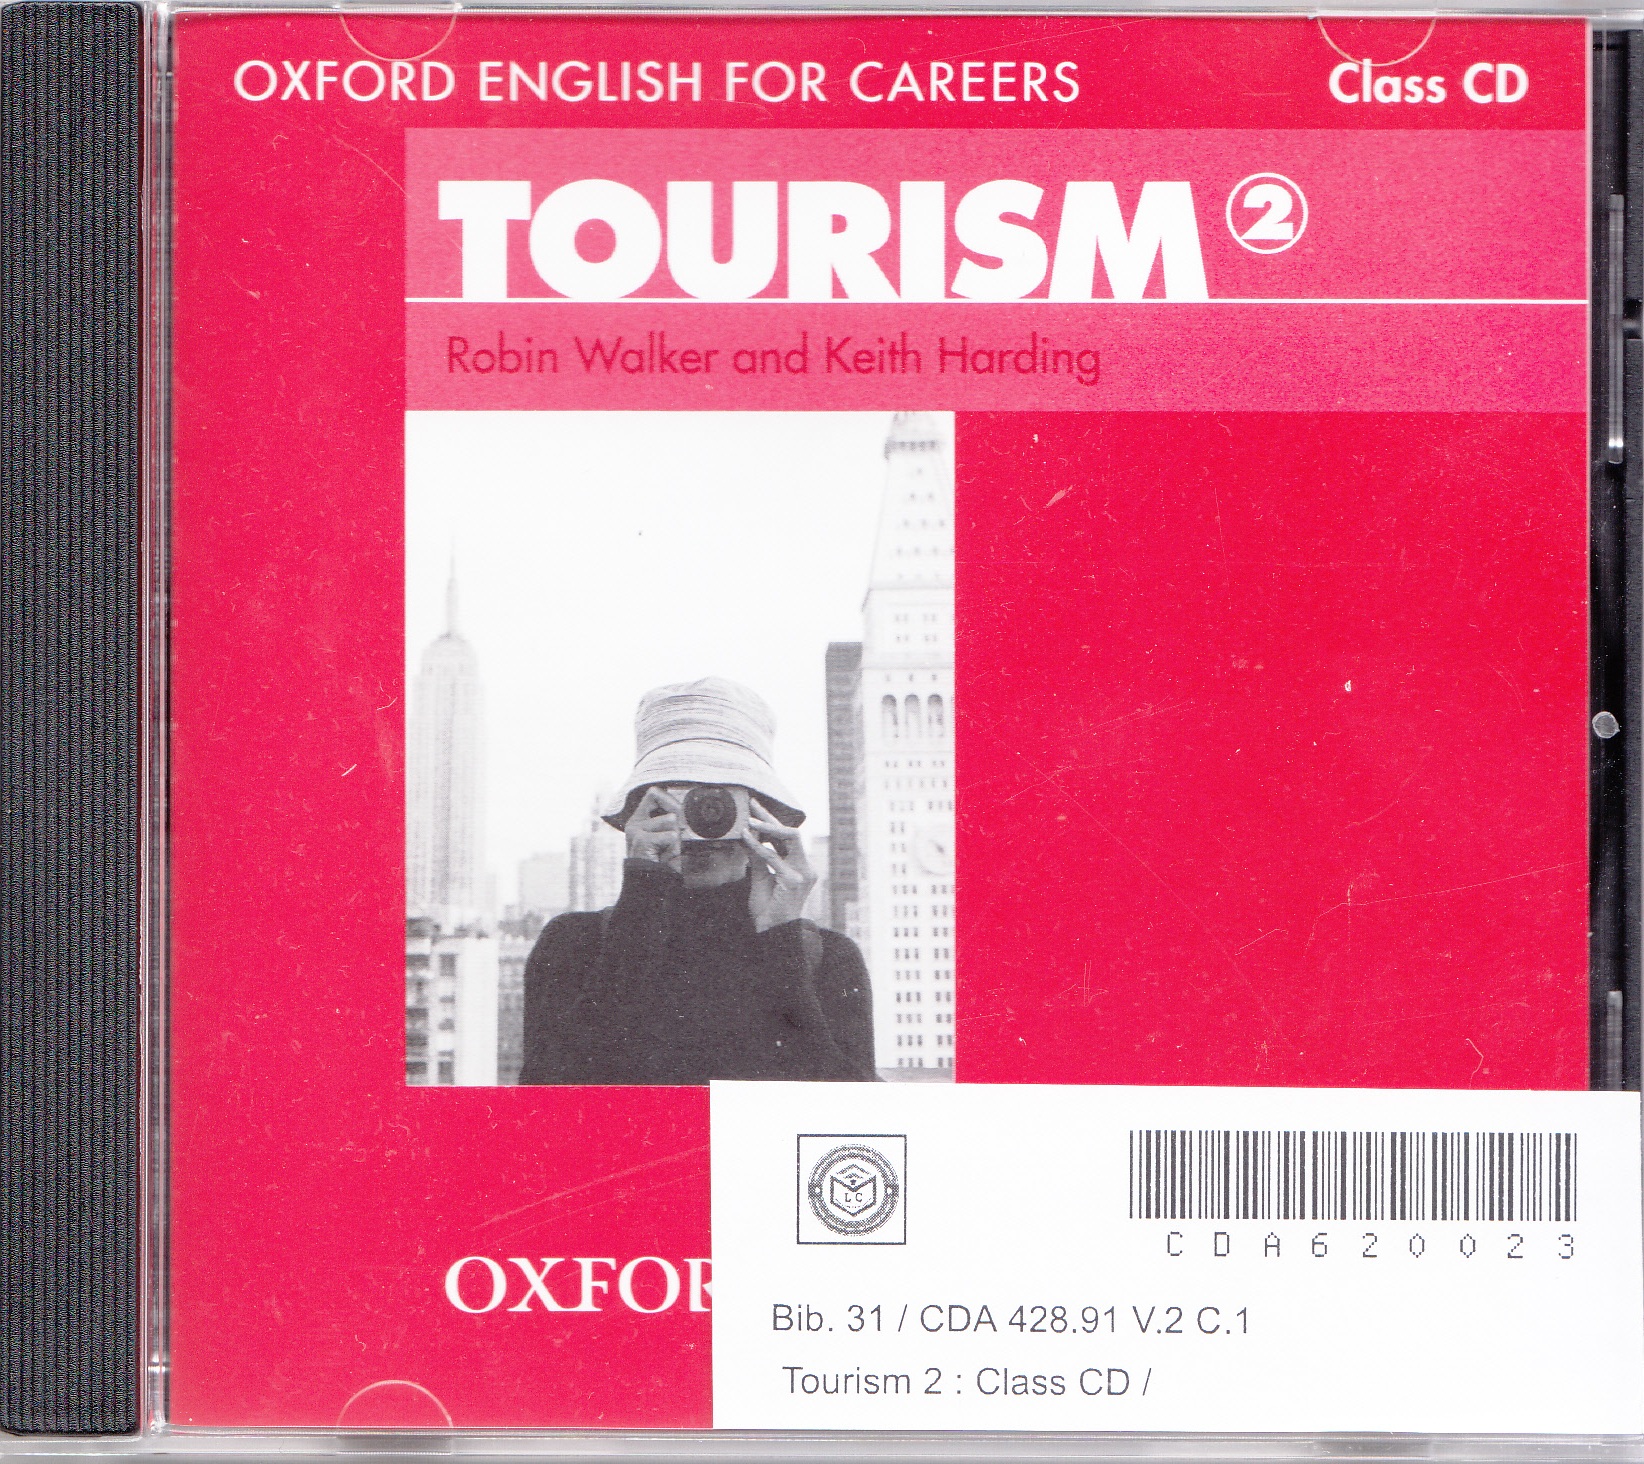 OXFORD ENGLISH FOR CAREERS
Class CD
TOURISM 2
Robin Walker and Keith Harding
OXFOR
L C
CDA620023
Bib. 31 / CDA 428.91 V.2 C.1
Tourism 2 : Class CD /